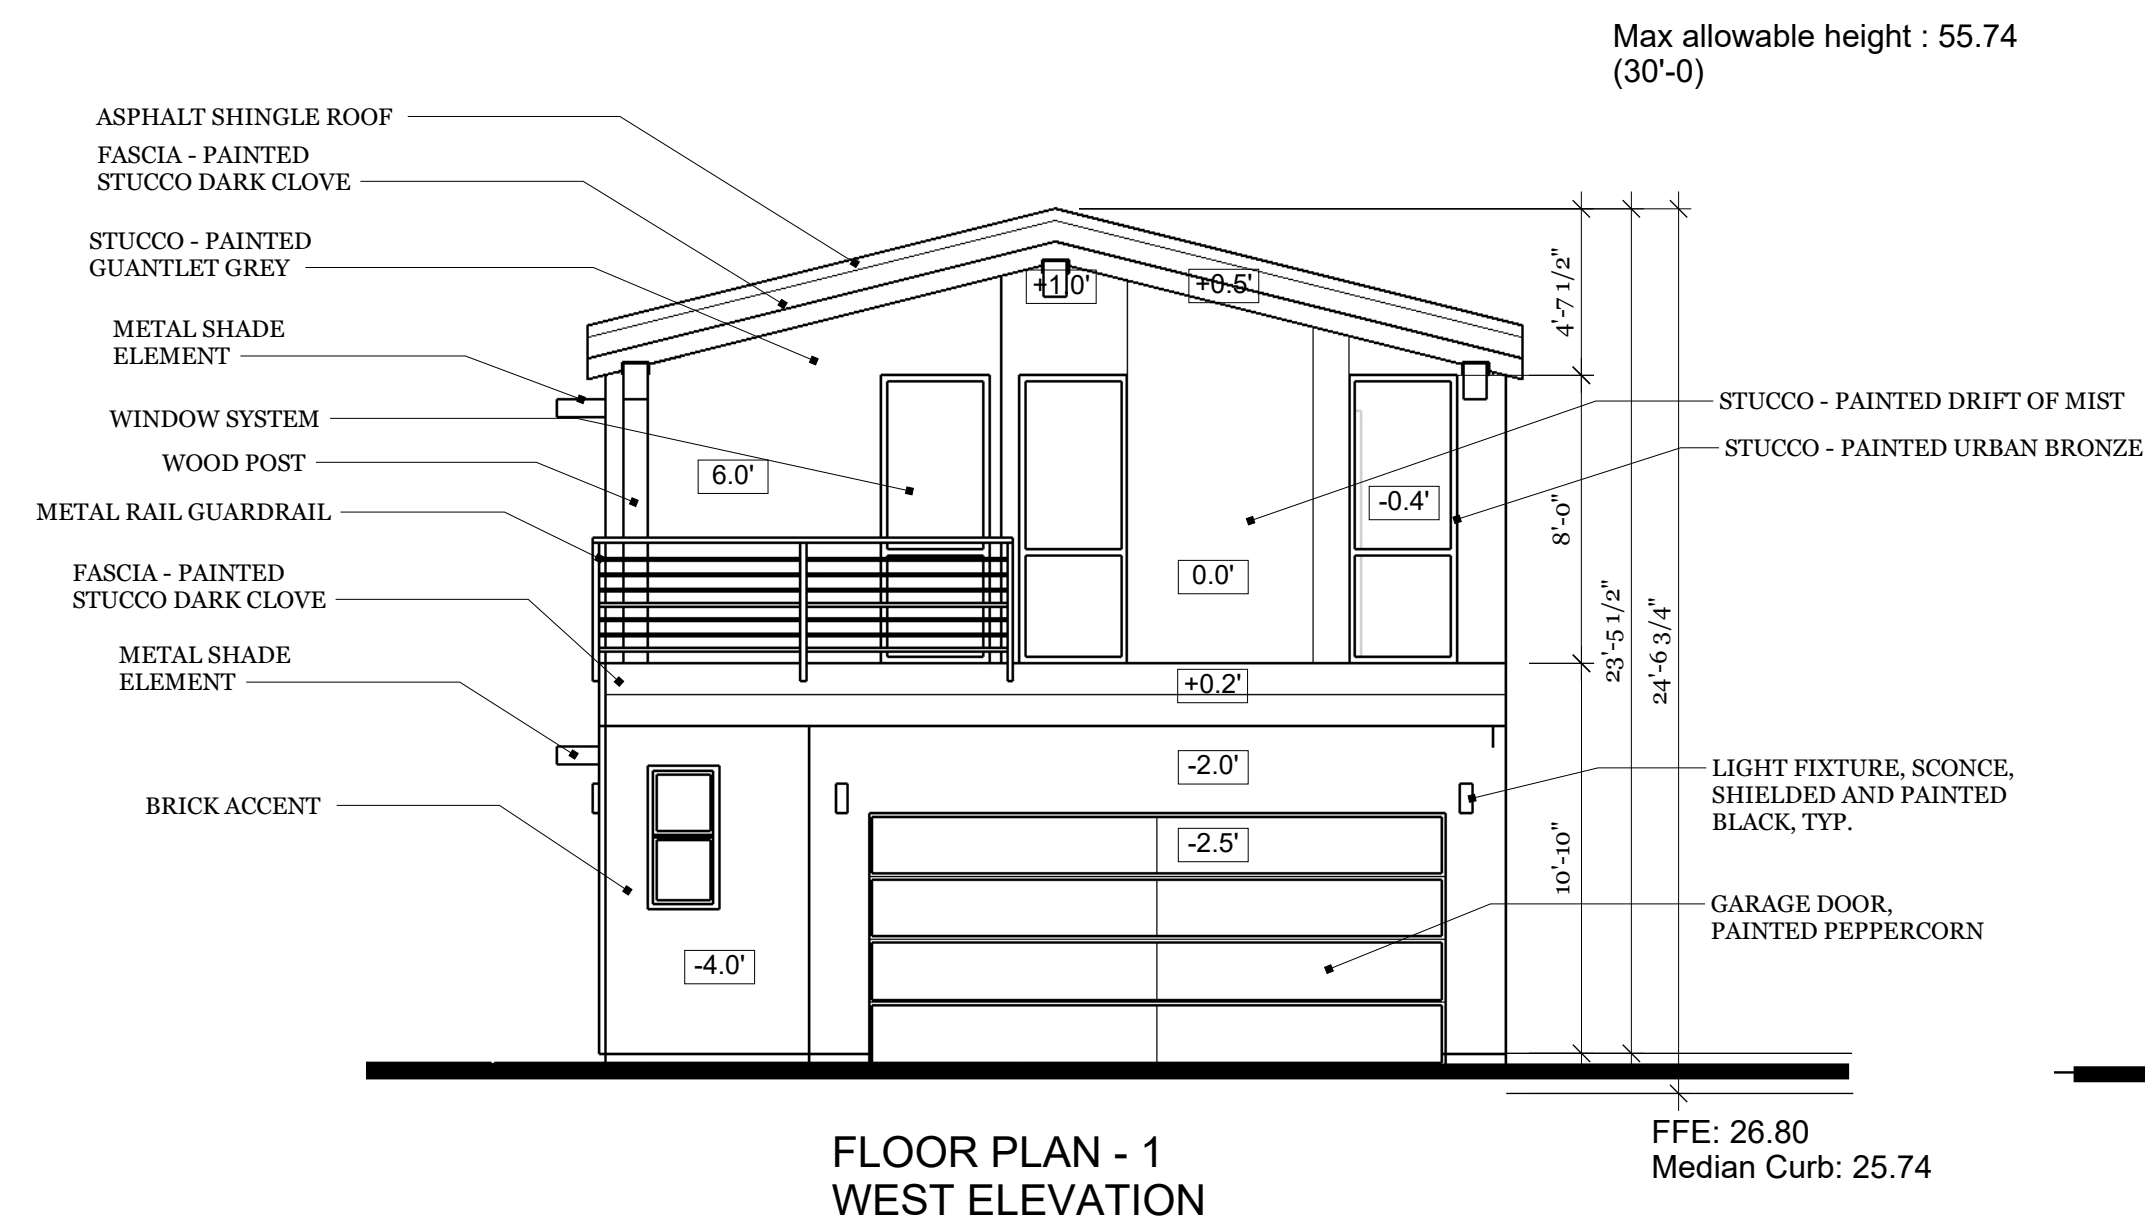 Max allowable height : 55.74
(30'-0)
ASPHALT SHINGLE ROOF
FASCIA - PAINTED
STUCCO DARK CLOVE
STUCCO - PAINTED
GUANTLET GREY
METAL SHADE
ELEMENT
WINDOW SYSTEM
WOOD POST
METAL RAIL GUARDRAIL
FASCIA - PAINTED
STUCCO DARK CLOVE
METAL SHADE
ELEMENT
BRICK ACCENT
+1.0'
+0.5'
6.0'
-0.4'
0.0'
+0.2'
-2.0'
-2.5'
-4.0'
4'-7 1/2"
8'-0"
10'-10"
23'-5 1/2"
24'-6 3/4"
STUCCO - PAINTED DRIFT OF MIST
STUCCO - PAINTED URBAN BRONZE
LIGHT FIXTURE, SCONCE,
SHIELDED AND PAINTED
BLACK, TYP.
GARAGE DOOR,
PAINTED PEPPERCORN
FFE: 26.80
Median Curb: 25.74
FLOOR PLAN - 1
WEST ELEVATION